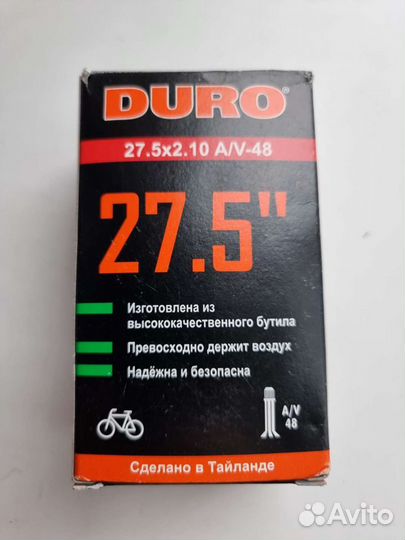 DURO®
27.5x2.10 A/V-48
27.5"
Изготовлена из
высококачественного бутила
Превосходно держит воздух
Надёжна и безопасна
A/V
48
Сделано в Тайланде
Avito